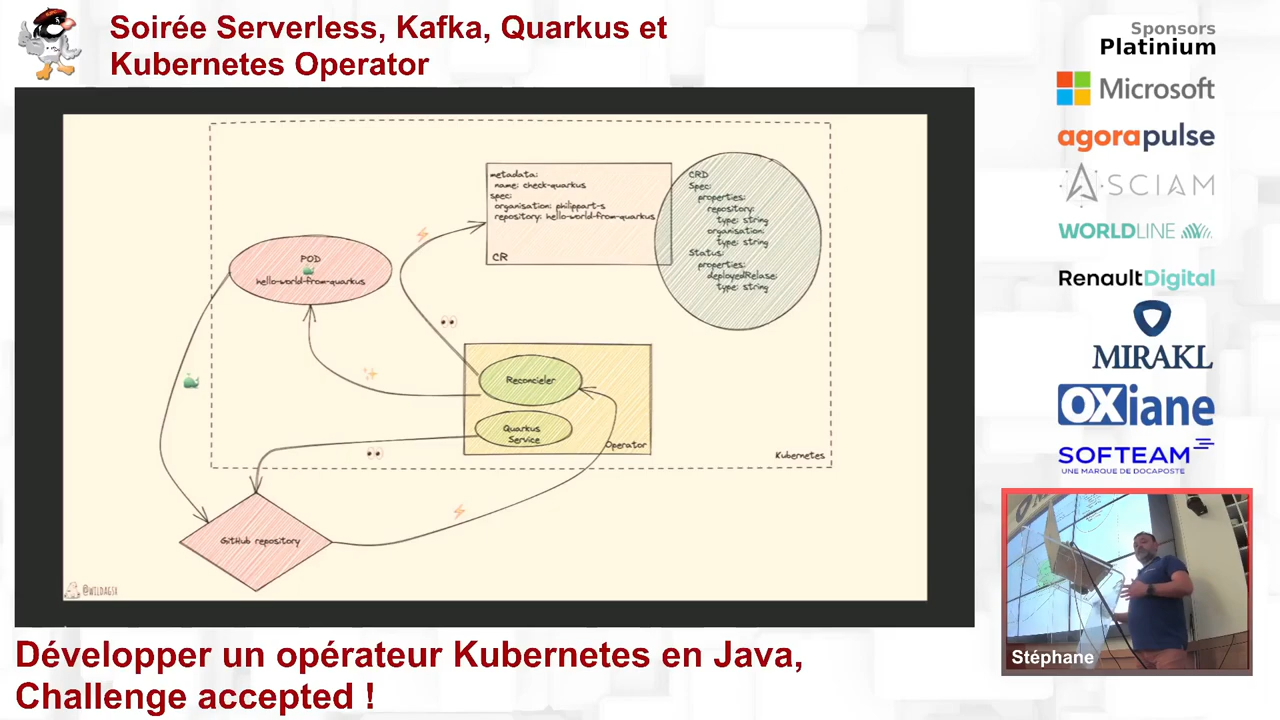 Soirée Serverless, Kafka, Quarkus et
Kubernetes Operator
Sponsors
Platinium
Microsoft
agorapulse
ASCIAM
WORLDLINE
RenaultDigital
MIRAKL
OXiane
SOFTEAM
UNE MARQUE DE DOCAPOSTE
metadata:
name: check-quarkus
spec:
organisation: philippart-s
repository: hello-world-from-quarkus
CR
CRD
Spec:
properties:
repository:
type: string
organisation:
type: string
Status:
properties:
deployedRelase:
type: string
POD
hello-world-from-quarkus
Reconcieler
Quarkus
Service
Operator
Kubernetes
GitHub repository
@WILDAGSX
Stéphane
Développer un opérateur Kubernetes en Java,
Challenge accepted !